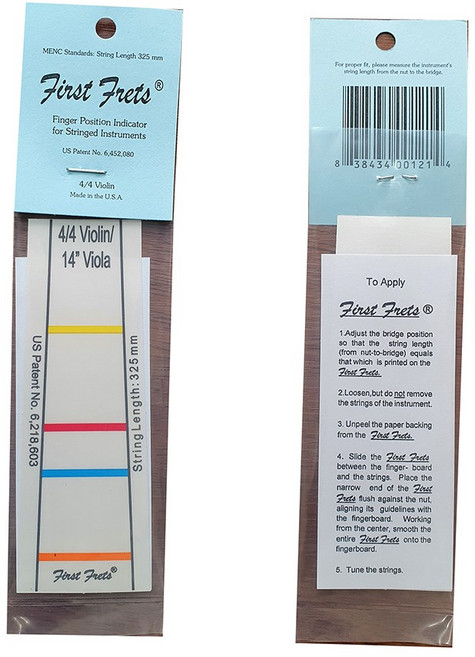 MENC Standards: String Length 325 mm
First Frets®
Finger Position Indicator
for Stringed Instruments
US Patent No. 6,452,080
4/4 Violin
Made in the U.S.A.
4/4 Violin/
14" Viola
US Patent No. 6,218,603
String Length: 325 mm
First Frets®
For proper fit, please measure the instrument's
string length from the nut to the bridge.
8 38434 00121 4
To Apply
First Frets ®
1.Adjust the bridge position
so that the string length
(from nut-to-bridge) equals
that which is printed on the
First Frets.
2.Loosen,but do not remove
the strings of the instrument.
3. Unpeel the paper backing
from the First Frets.
4. Slide the First Frets
between the finger- board
and the strings. Place the
narrow end of the First
Frets flush against the nut,
aligning its guidelines with
the fingerboard. Working
from the center, smooth the
entire First Frets onto the
fingerboard.
5. Tune the strings.